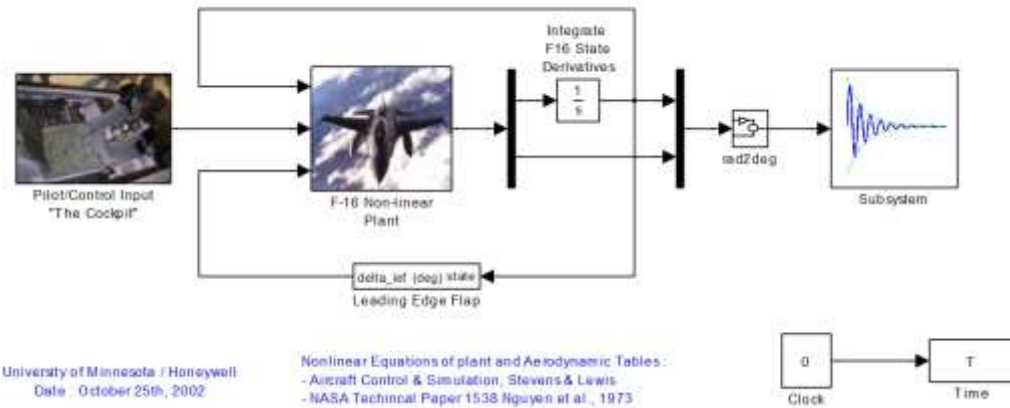 Integrate
F16 State
Derivatives
1
s
rad2deg
Pilot/Control Input
"The Cockpit"
F-16 Non-linear
Plant
Subsystem
delta_lef (deg) state
Leading Edge Flap
University of Minnesota / Honeywell
Date : October 25th, 2002
Nonlinear Equations of plant and Aerodynamic Tables :
- Aircraft Control & Simulation, Stevens & Lewis
- NASA Techincal Paper 1538 Nguyen et al., 1973
0
Clock
T
Time